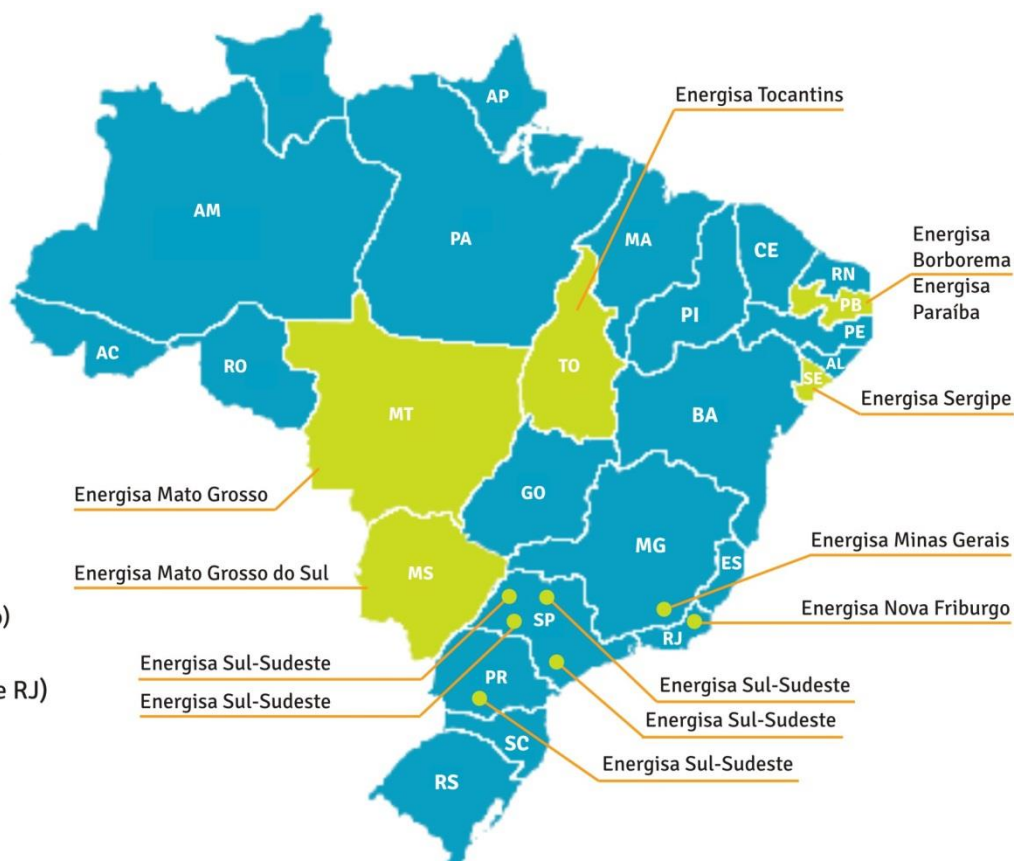 AP
Energisa Tocantins
AM
PA
MA
CE
RN
Energisa
Borborema
Energisa
Paraíba
PB
PI
PE
AC
RO
TO
AL
SE
MT
BA
Energisa Sergipe
Energisa Mato Grosso
GO
MG
ES
Energisa Minas Gerais
Energisa Mato Grosso do Sul
MS
Energisa Nova Friburgo
)
SP
RJ
Energisa Sul-Sudeste
PR
Energisa Sul-Sudeste
e RJ)
Energisa Sul-Sudeste
Energisa Sul-Sudeste
SC
Energisa Sul-Sudeste
RS